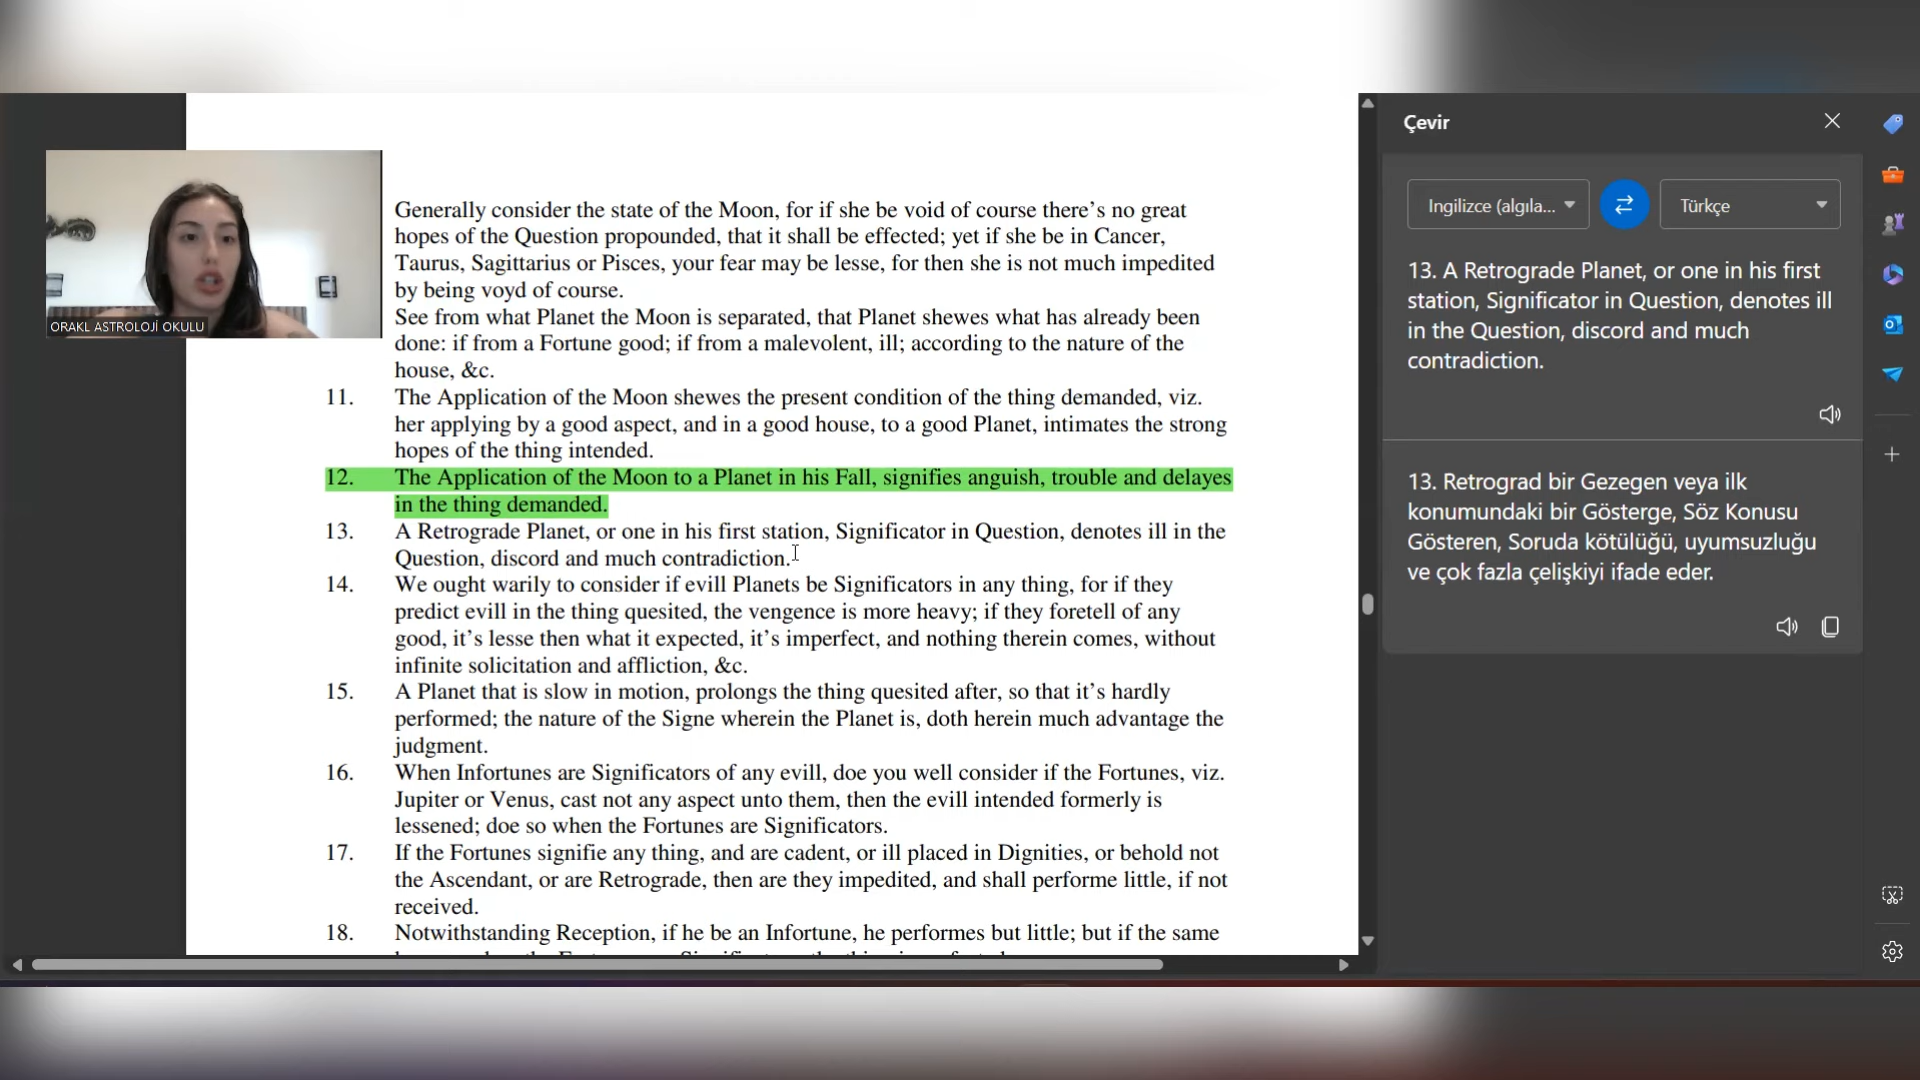 Generally consider the state of the Moon, for if she be void of course there's no great
hopes of the Question propounded, that it shall be effected; yet if she be in Cancer,
Taurus, Sagittarius or Pisces, your fear may be lesse, for then she is not much impedited
by being voyd of course.
See from what Planet the Moon is separated, that Planet shewes what has already been
done: if from a Fortune good; if from a malevolent, ill; according to the nature of the
house, &c.
11. The Application of the Moon shewes the present condition of the thing demanded, viz.
her applying by a good aspect, and in a good house, to a good Planet, intimates the strong
hopes of the thing intended.
12. The Application of the Moon to a Planet in his Fall, signifies anguish, trouble and delayes
in the thing demanded.
13. A Retrograde Planet, or one in his first station, Significator in Question, denotes ill in the
Question, discord and much contradiction.
14. We ought warily to consider if evill Planets be Significators in any thing, for if they
predict evill in the thing quesited, the vengence is more heavy; if they foretell of any
good, it's lesse then what it expected, it's imperfect, and nothing therein comes, without
infinite solicitation and affliction, &c.
15. A Planet that is slow in motion, prolongs the thing quesited after, so that it's hardly
performed; the nature of the Signe wherein the Planet is, doth herein much advantage the
judgment.
16. When Infortunes are Significators of any evill, doe you well consider if the Fortunes, viz.
Jupiter or Venus, cast not any aspect unto them, then the evill intended formerly is
lessened; doe so when the Fortunes are Significators.
17. If the Fortunes signifie any thing, and are cadent, or ill placed in Dignities, or behold not
the Ascendant, or are Retrograde, then are they impedited, and shall performe little, if not
received.
18. Notwithstanding Reception, if he be an Infortune, he performes but little; but if the same
ORAKL ASTROLOJİ OKULU
Çevir
Ingilizce (algıla...
Türkçe
13. A Retrograde Planet, or one in his first
station, Significator in Question, denotes ill
in the Question, discord and much
contradiction.
13. Retrograd bir Gezegen veya ilk
konumundaki bir Gösterge, Söz Konusu
Gösteren, Soruda kötülüğü, uyumsuzluğu
ve çok fazla çelişkiyi ifade eder.